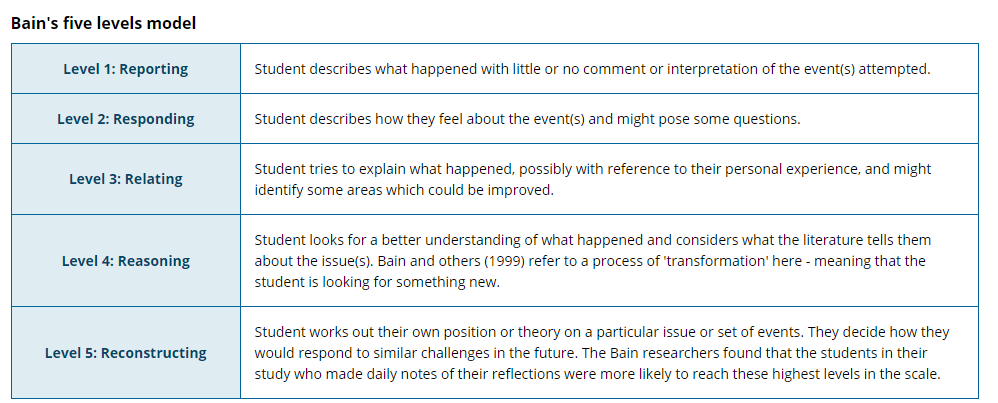 Bain's five levels model
Level 1: Reporting
Student describes what happened with little or no comment or interpretation of the event(s) attempted.
Level 2: Responding
Student describes how they feel about the event(s) and might pose some questions.
Level 3: Relating
Student tries to explain what happened, possibly with reference to their personal experience, and might
identify some areas which could be improved.
Level 4: Reasoning
Student looks for a better understanding of what happened and considers what the literature tells them
about the issue(s). Bain and others (1999) refer to a process of 'transformation' here - meaning that the
student is looking for something new.
Level 5: Reconstructing
Student works out their own position or theory on a particular issue or set of events. They decide how they
would respond to similar challenges in the future. The Bain researchers found that the students in their
study who made daily notes of their reflections were more likely to reach these highest levels in the scale.